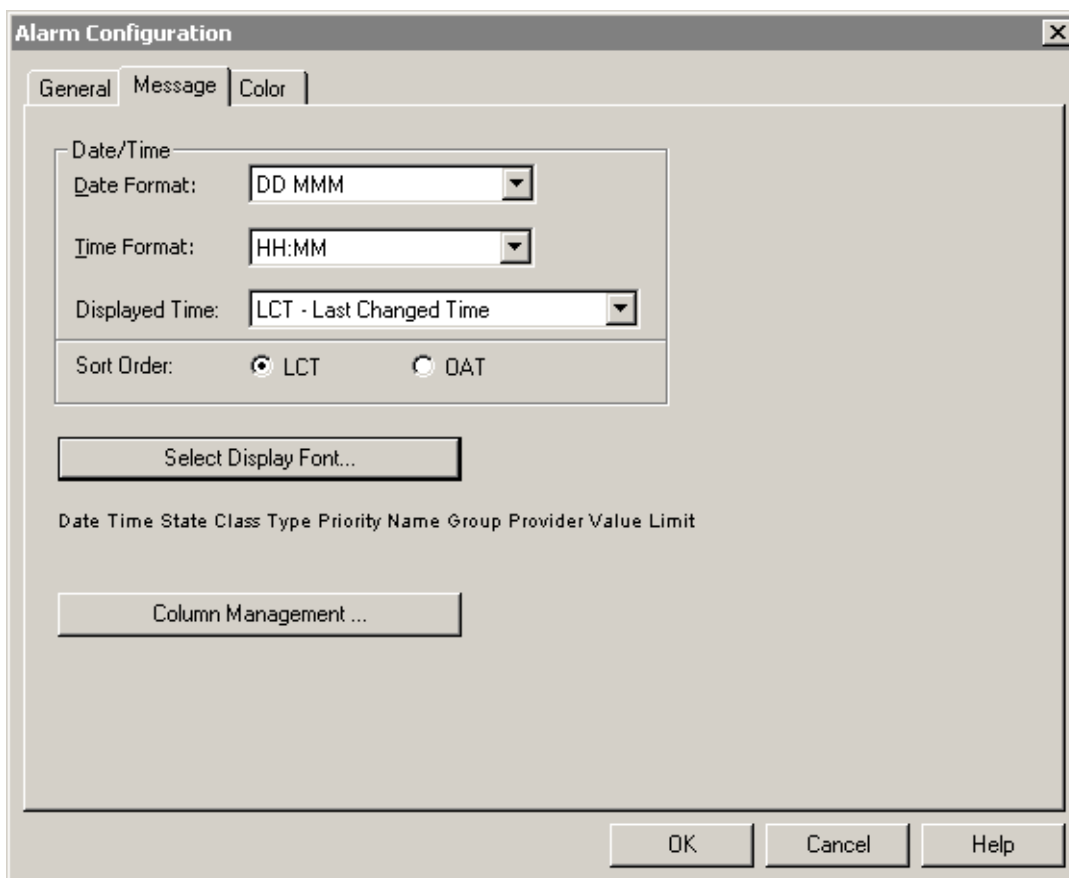 Alarm Configuration
General Message Color
Date/Time
Date Format: DD MMM
Time Format: HH:MM
Displayed Time: LCT - Last Changed Time
Sort Order: LCT OAT
Select Display Font...
Date Time State Class Type Priority Name Group Provider Value Limit
Column Management ...
OK Cancel Help